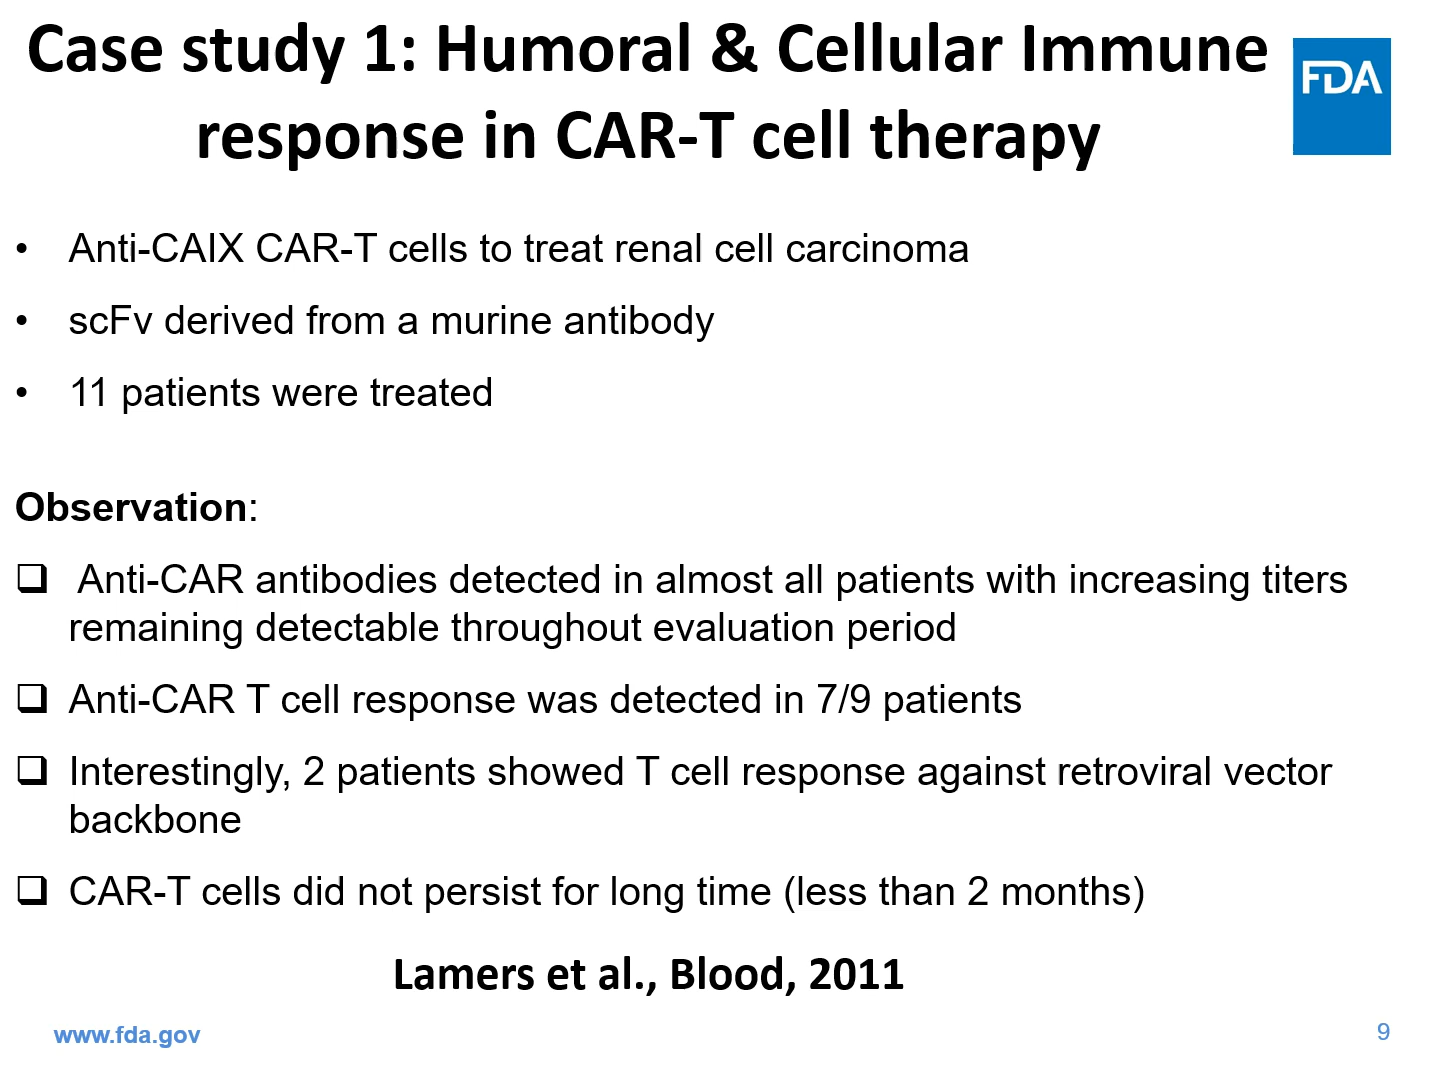 Case study 1: Humoral & Cellular Immune
response in CAR-T cell therapy
FDA
• Anti-CAIX CAR-T cells to treat renal cell carcinoma
• scFv derived from a murine antibody
• 11 patients were treated
Observation:
❑ Anti-CAR antibodies detected in almost all patients with increasing titers
remaining detectable throughout evaluation period
❑ Anti-CAR T cell response was detected in 7/9 patients
❑ Interestingly, 2 patients showed T cell response against retroviral vector
backbone
❑ CAR-T cells did not persist for long time (less than 2 months)
Lamers et al., Blood, 2011
www.fda.gov
9